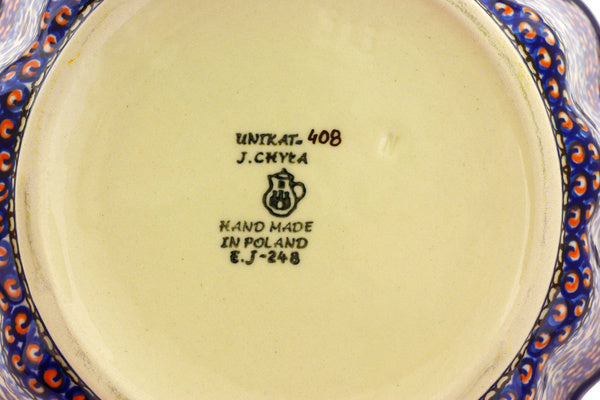 UNIKAT-408
J. CHYŁA
HAND MADE
IN POLAND
E.J-248